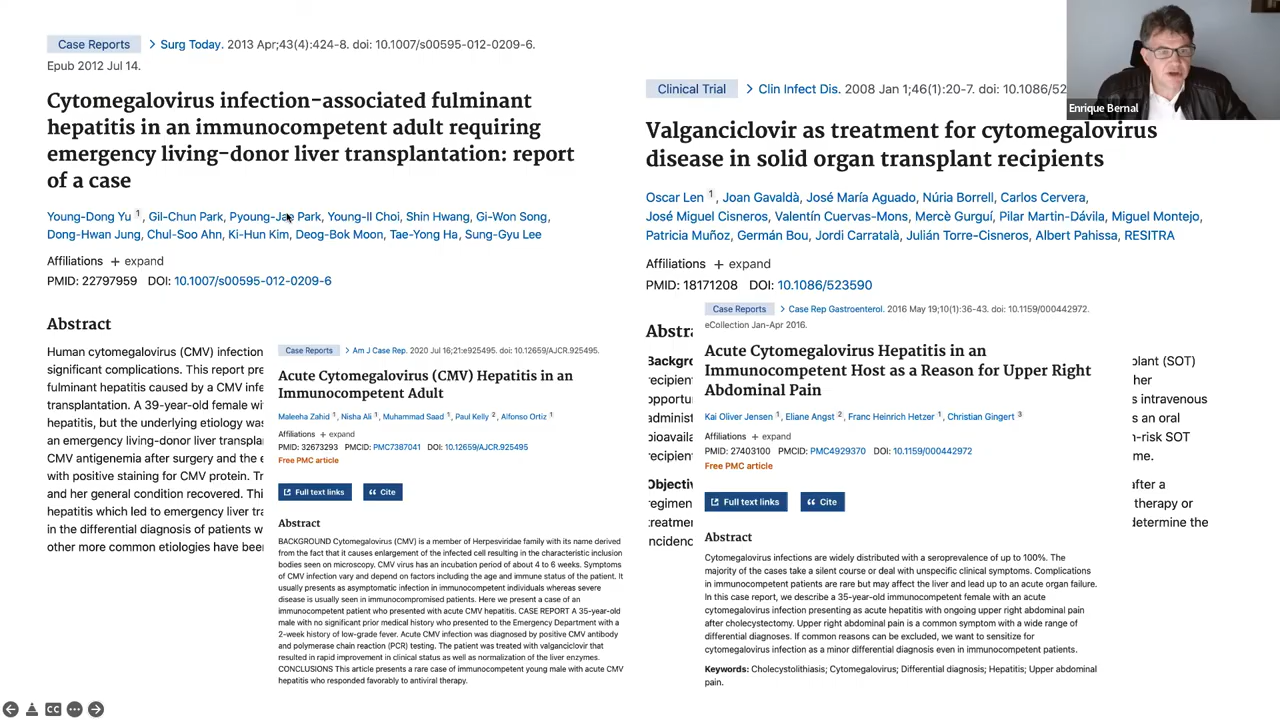 Case Reports > Surg Today. 2013 Apr;43(4):424-8. doi: 10.1007/s00595-012-0209-6.
Epub 2012 Jul 14.
Cytomegalovirus infection-associated fulminant
hepatitis in an immunocompetent adult requiring
emergency living-donor liver transplantation: report
of a case
Young-Dong Yu 1, Gil-Chun Park, Pyoung-Jae Park, Young-Il Choi, Shin Hwang, Gi-Won Song,
Dong-Hwan Jung, Chul-Soo Ahn, Ki-Hun Kim, Deog-Bok Moon, Tae-Yong Ha, Sung-Gyu Lee
Affiliations + expand
PMID: 22797959 DOI: 10.1007/s00595-012-0209-6
Abstract
Human cytomegalovirus (CMV) infection
significant complications. This report pre
fulminant hepatitis caused by a CMV infe
transplantation. A 39-year-old female wi
hepatitis, but the underlying etiology was
an emergency living-donor liver transplan
CMV antigenemia after surgery and the e
with positive staining for CMV protein. Tr
and her general condition recovered. Thi
hepatitis which led to emergency liver tra
in the differential diagnosis of patients w
other more common etiologies have been
Case Reports > Am J Case Rep. 2020 Jul 16;21:e925495. doi: 10.12659/AJCR.925495.
Acute Cytomegalovirus (CMV) Hepatitis in an
Immunocompetent Adult
Maleeha Zahid 1, Nisha Ali 1, Muhammad Saad 1, Paul Kelly 2, Alfonso Ortiz 1
Affiliations + expand
PMID: 32673293 PMCID: PMC7387041 DOI: 10.12659/AJCR.925495
Free PMC article
Full text links Cite
Abstract
BACKGROUND Cytomegalovirus (CMV) is a member of Herpesviridae family with its name derived
from the fact that it causes enlargement of the infected cell resulting in the characteristic inclusion
bodies seen on microscopy. CMV virus has an incubation period of about 4 to 6 weeks. Symptoms
of CMV infection vary and depend on factors including the age and immune status of the patient. It
usually presents as asymptomatic infection in immunocompetent individuals whereas severe
disease is usually seen in immunocompromised patients. Here we present a case of an
immunocompetent patient who presented with acute CMV hepatitis. CASE REPORT A 35-year-old
male with no significant prior medical history who presented to the Emergency Department with a
2-week history of low-grade fever. Acute CMV infection was diagnosed by positive CMV antibody
and polymerase chain reaction (PCR) testing. The patient was treated with valganciclovir that
resulted in rapid improvement in clinical status as well as normalization of the liver enzymes.
CONCLUSIONS This article presents a rare case of immunocompetent young male with acute CMV
hepatitis who responded favorably to antiviral therapy.
Clinical Trial > Clin Infect Dis. 2008 Jan 1;46(1):20-7. doi: 10.1086/52
Enrique Bernal
Valganciclovir as treatment for cytomegalovirus
disease in solid organ transplant recipients
Oscar Len 1, Joan Gavaldà, José María Aguado, Núria Borrell, Carlos Cervera,
José Miguel Cisneros, Valentín Cuervas-Mons, Mercè Gurguí, Pilar Martin-Dávila, Miguel Montejo,
Patricia Muñoz, Germán Bou, Jordi Carratalà, Julián Torre-Cisneros, Albert Pahissa, RESITRA
Affiliations + expand
PMID: 18171208 DOI: 10.1086/523590
Abstra
Backgro plant (SOT)
recipien her
opportu is intravenous
administ s an oral
bioavaila n-risk SOT
recipien me.
Objectiv after a
regimen therapy or
treatmen determine the
incidenc
Case Reports > Case Rep Gastroenterol. 2016 May 19;10(1):36-43. doi: 10.1159/000442972.
eCollection Jan-Apr 2016.
Acute Cytomegalovirus Hepatitis in an
Immunocompetent Host as a Reason for Upper Right
Abdominal Pain
Kai Oliver Jensen 1, Eliane Angst 2, Franc Heinrich Hetzer 1, Christian Gingert 3
Affiliations + expand
PMID: 27403100 PMCID: PMC4929370 DOI: 10.1159/000442972
Free PMC article
Full text links Cite
Abstract
Cytomegalovirus infections are widely distributed with a seroprevalence of up to 100%. The
majority of the cases take a silent course or deal with unspecific clinical symptoms. Complications
in immunocompetent patients are rare but may affect the liver and lead up to an acute organ failure.
In this case report, we describe a 35-year-old immunocompetent female with an acute
cytomegalovirus infection presenting as acute hepatitis with ongoing upper right abdominal pain
after cholecystectomy. Upper right abdominal pain is a common symptom with a wide range of
differential diagnoses. If common reasons can be excluded, we want to sensitize for
cytomegalovirus infection as a minor differential diagnosis even in immunocompetent patients.
Keywords: Cholecystolithiasis; Cytomegalovirus; Differential diagnosis; Hepatitis; Upper abdominal
pain.
CC